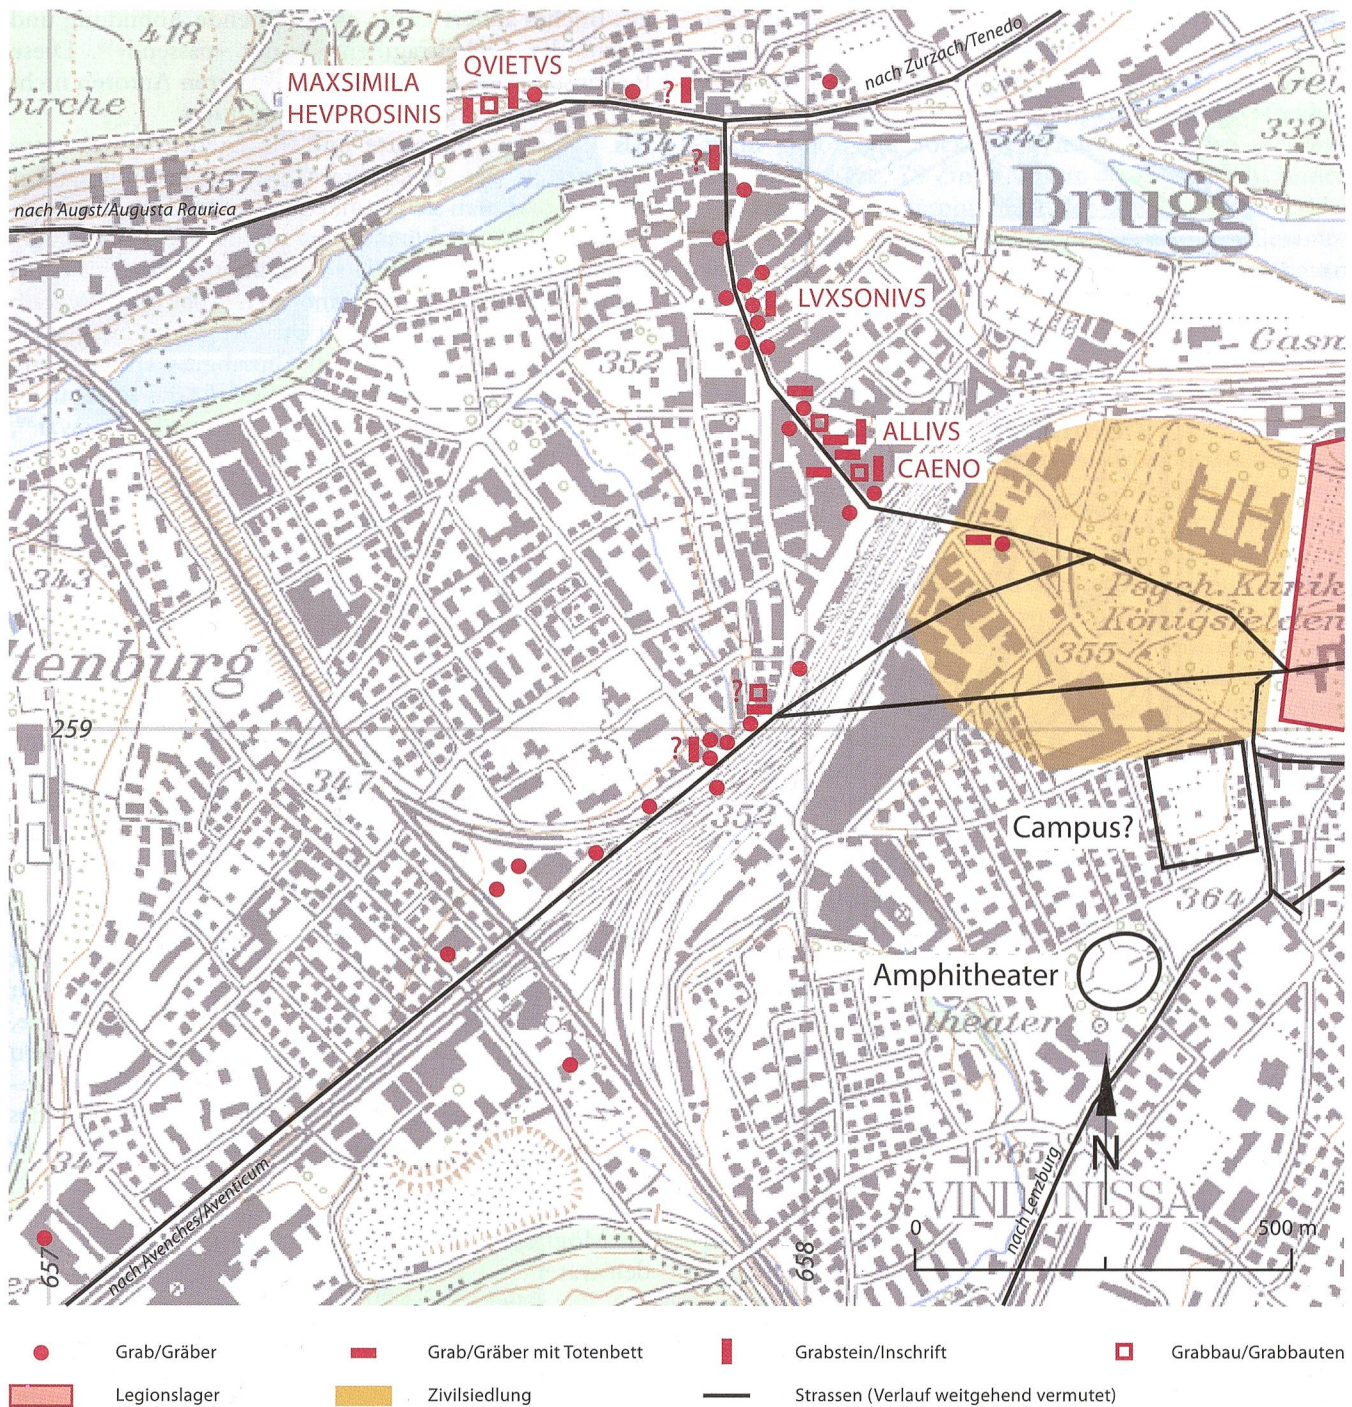 418
402
QVIETVS
MAXSIMILA
HEVPROSINIS
?
nach Zurzach/Tenedo
birche
332
345
341
?
357
Brugg
nach Augst/Augusta Raurica
LVXSONIVS
352
ALLIVS
CAENO
343
Psych. Klinik
Königsfelden
355
tenburg
?
259
?
347
352
Campus?
364
Amphitheater
theater
N
365
347
VINDONISSA
nach Avenches/Aventicum
nach Lenzburg
0
500 m
657
658
Grab/Gräber
Grab/Gräber mit Totenbett
Grabstein/Inschrift
Grabbau/Grabbauten
Legionslager
Zivilsiedlung
Strassen (Verlauf weitgehend vermutet)